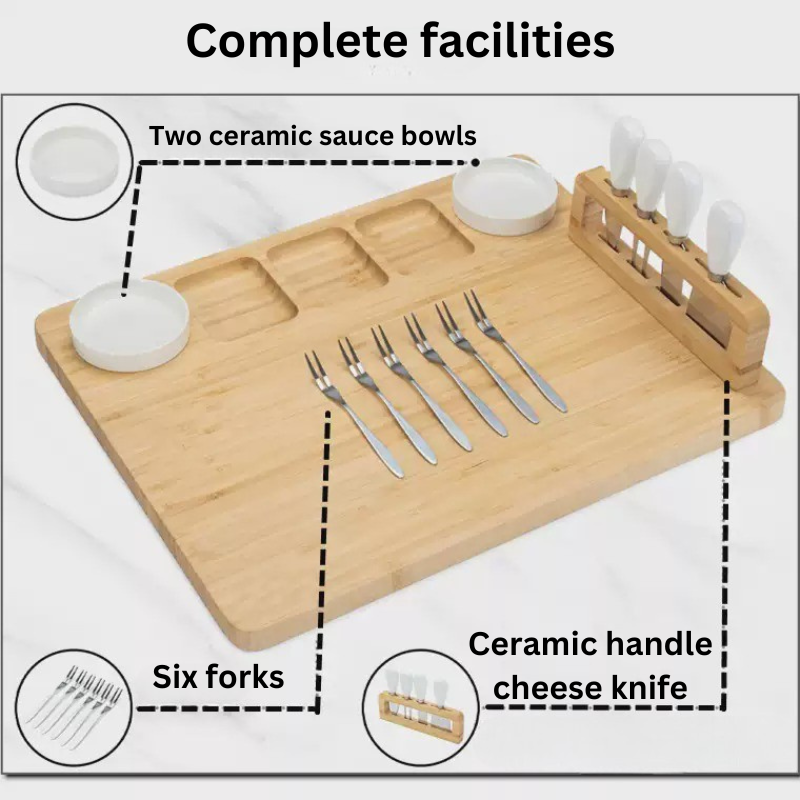 Complete facilities
Two ceramic sauce bowls
Ceramic handle
cheese knife
Six forks